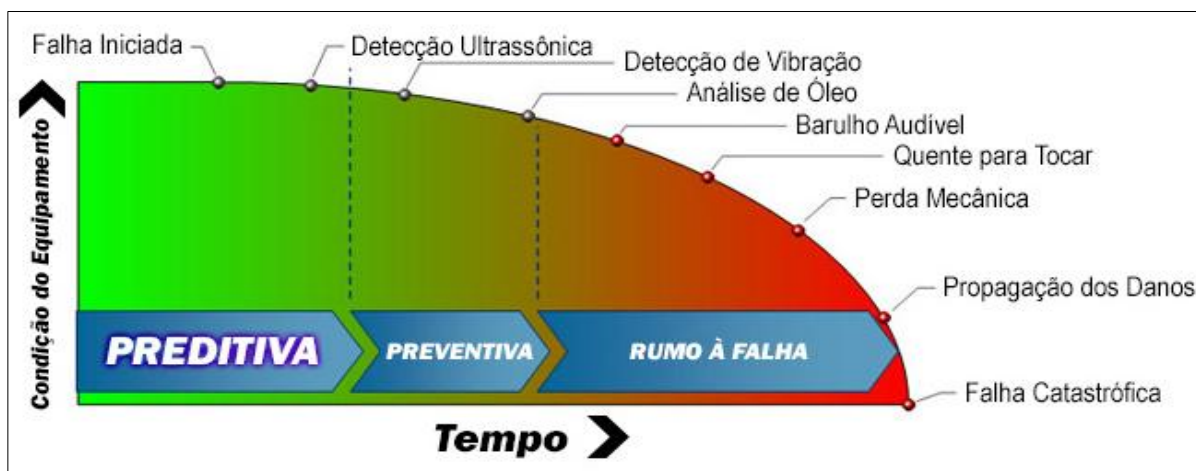 Falha Iniciada
Detecção Ultrassônica
Detecção de Vibração
Análise de Óleo
Barulho Audível
Quente para Tocar
Perda Mecânica
Propagação dos Danos
Falha Catastrófica
Condição do Equipamento
PREDITIVA
PREVENTIVA
RUMO À FALHA
Tempo